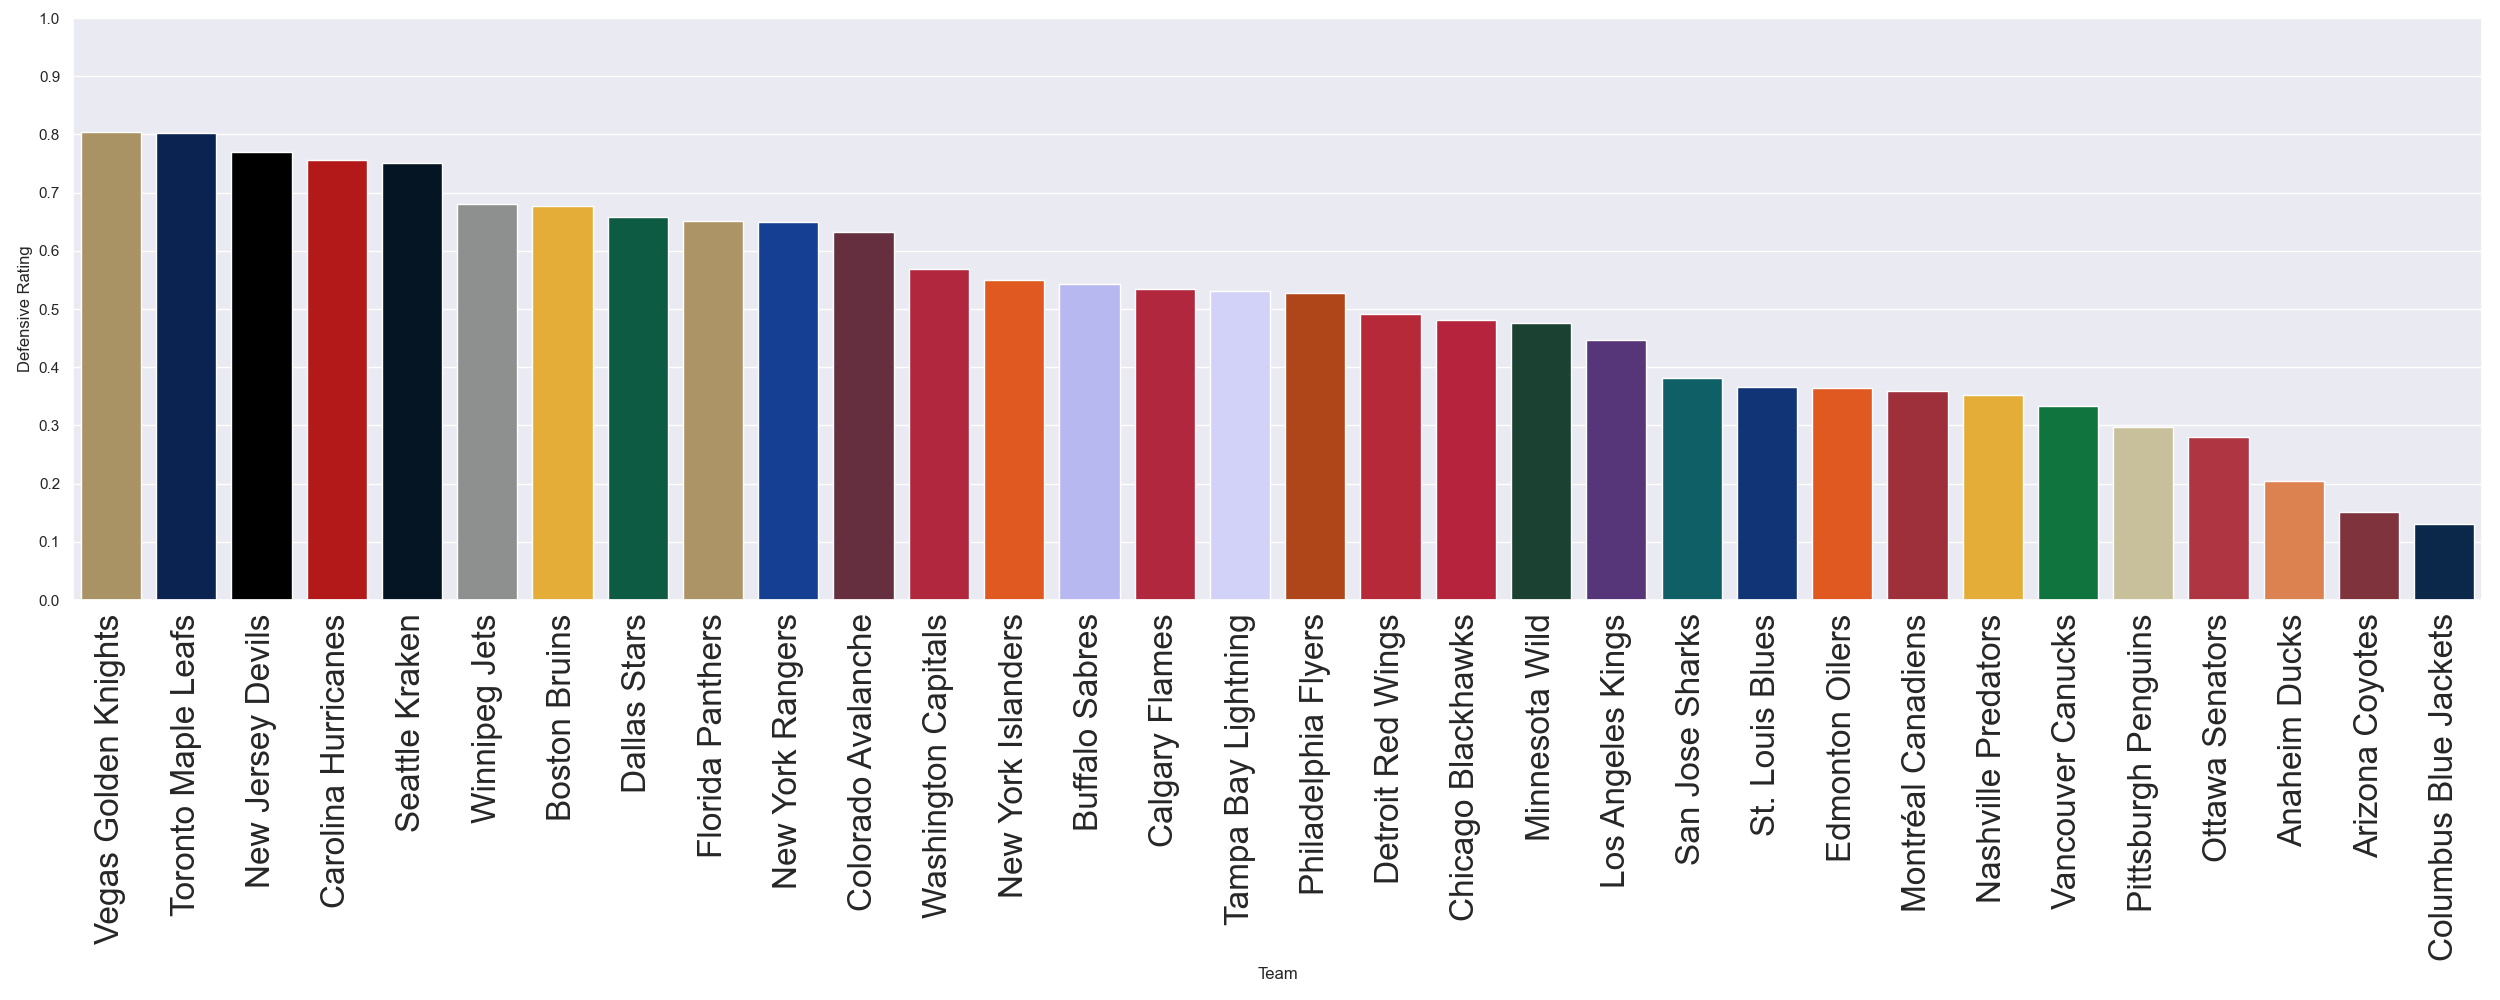 1.0
0.9
0.8
0.7
0.6
0.5
0.4
0.3
0.2
0.1
0.0
Defensive Rating
Vegas Golden Knights
Toronto Maple Leafs
New Jersey Devils
Carolina Hurricanes
Seattle Kraken
Winnipeg Jets
Boston Bruins
Dallas Stars
Florida Panthers
New York Rangers
Colorado Avalanche
Washington Capitals
New York Islanders
Buffalo Sabres
Calgary Flames
Tampa Bay Lightning
Philadelphia Flyers
Detroit Red Wings
Chicago Blackhawks
Minnesota Wild
Los Angeles Kings
San Jose Sharks
St. Louis Blues
Edmonton Oilers
Montréal Canadiens
Nashville Predators
Vancouver Canucks
Pittsburgh Penguins
Ottawa Senators
Anaheim Ducks
Arizona Coyotes
Columbus Blue Jackets
Team